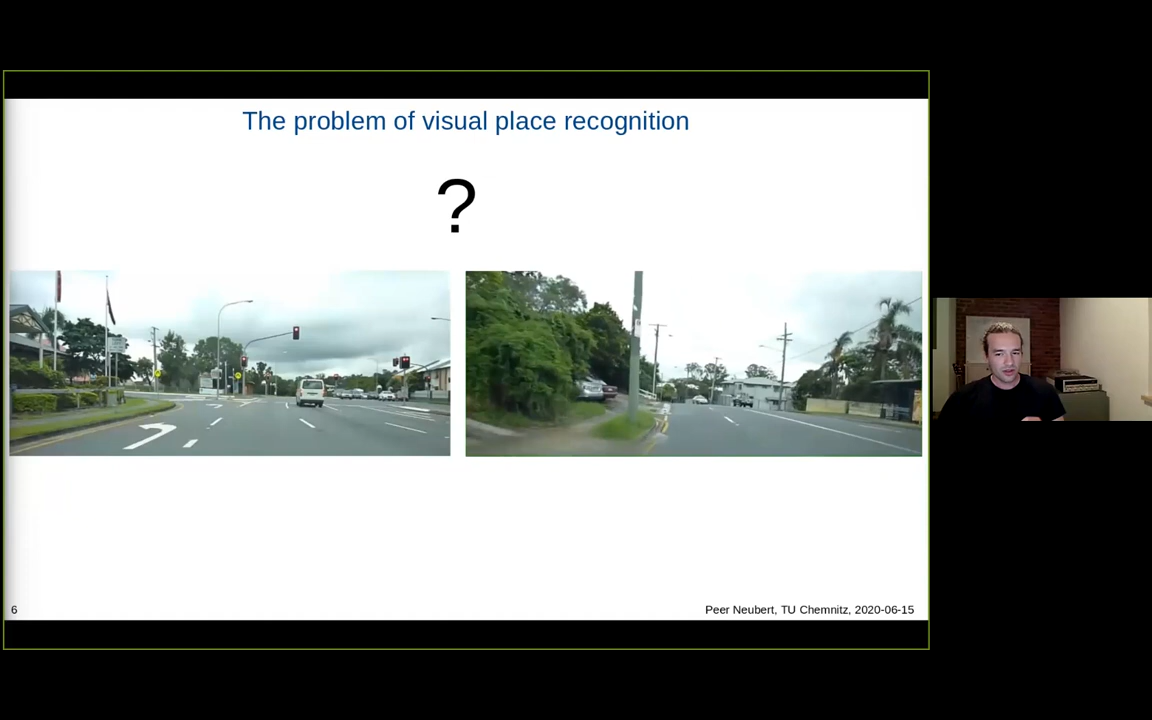 The problem of visual place recognition
?
6
Peer Neubert, TU Chemnitz, 2020-06-15